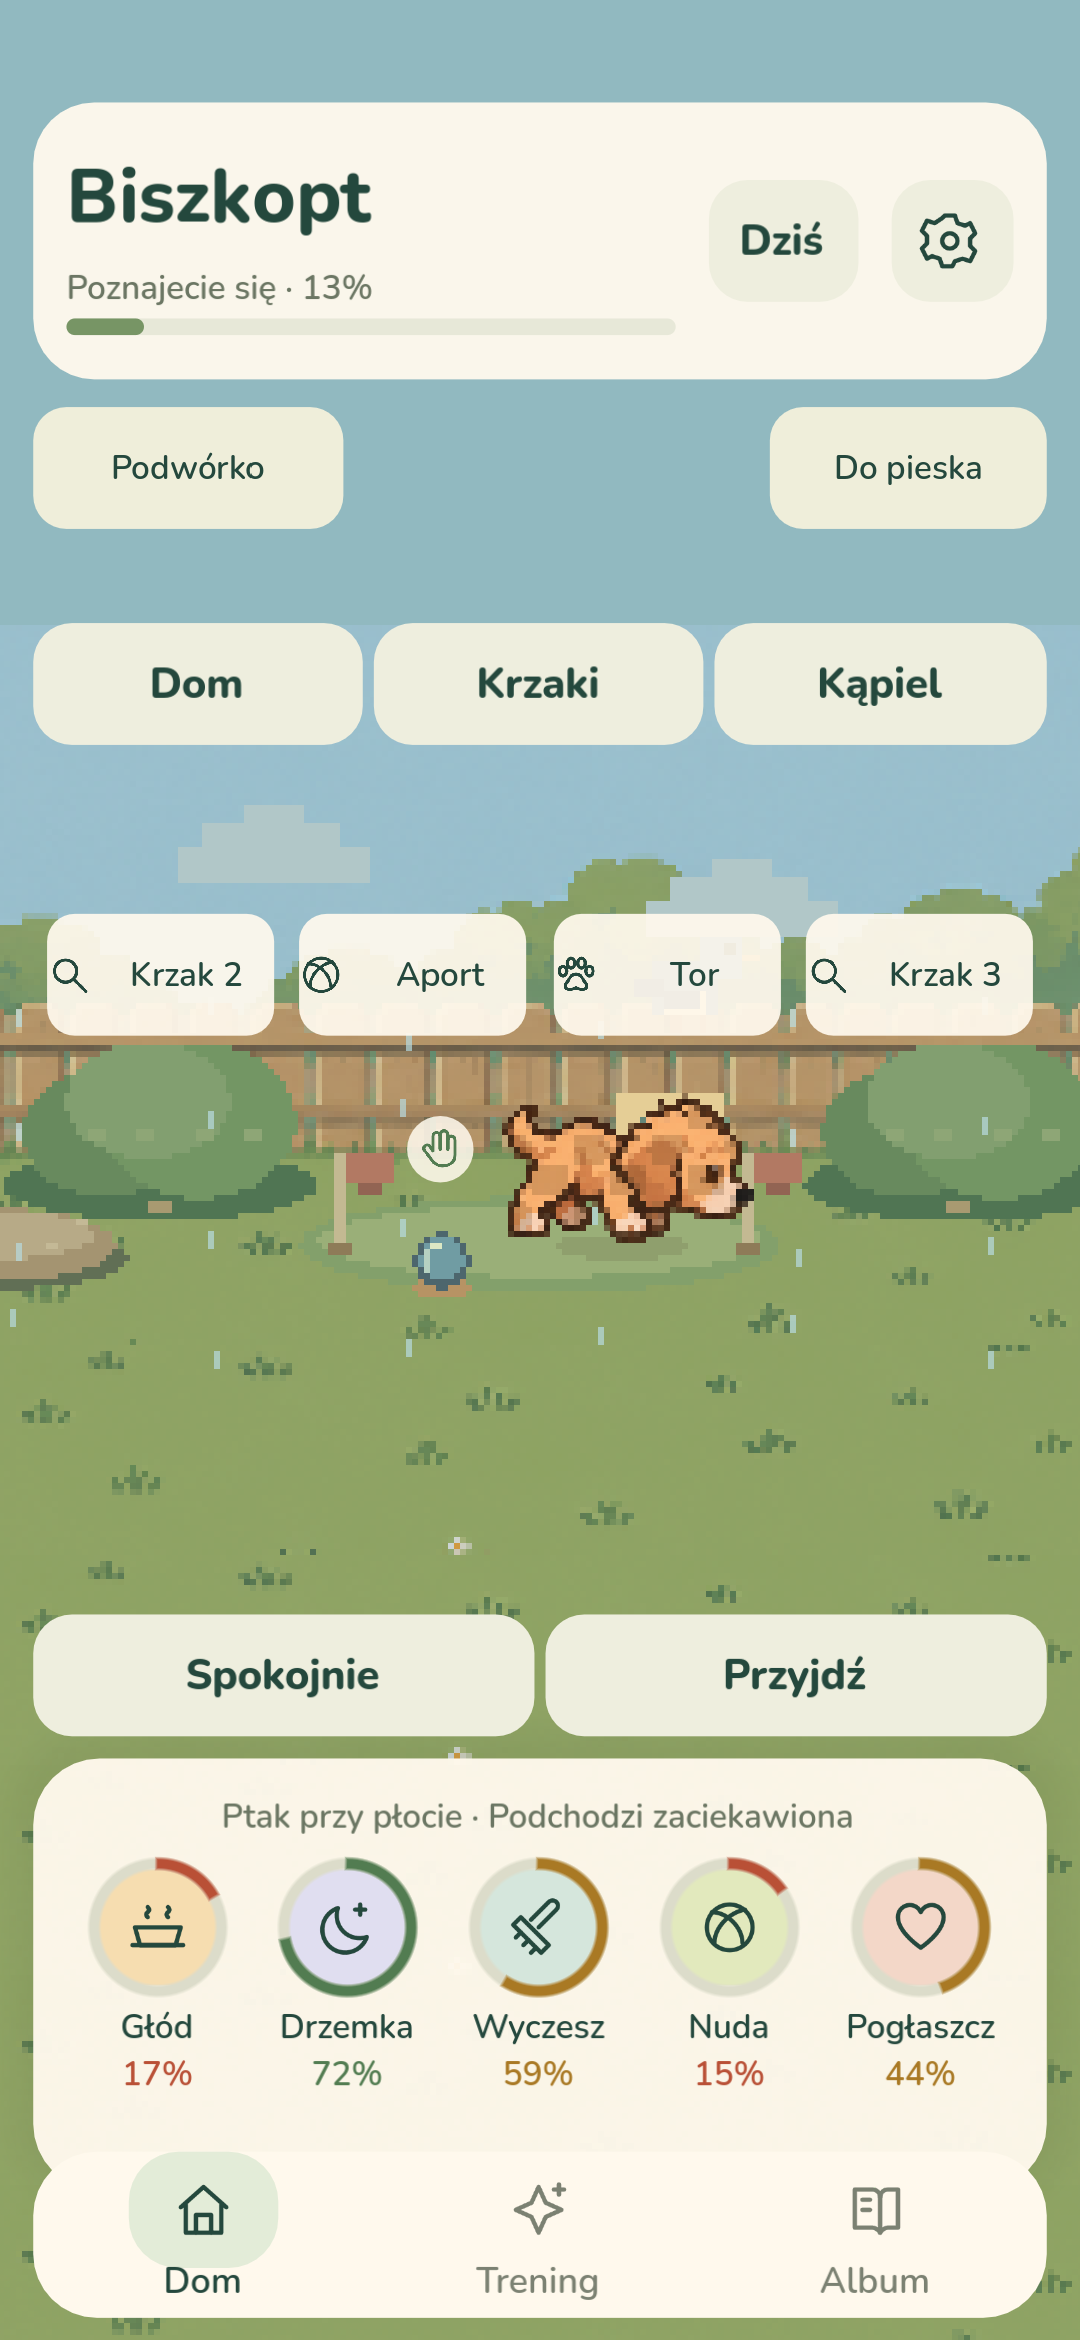 Biszkopt
Dziś
Poznajecie się · 13%
Podwórko
Do pieska
Dom
Krzaki
Kąpiel
Krzak 2
Aport
Tor
Krzak 3
Spokojnie
Przyjdź
Ptak przy płocie · Podchodzi zaciekawiona
Głód
Drzemka
Wyczesz
Nuda
Pogłaszcz
17%
72%
59%
15%
44%
Dom
Trening
Album